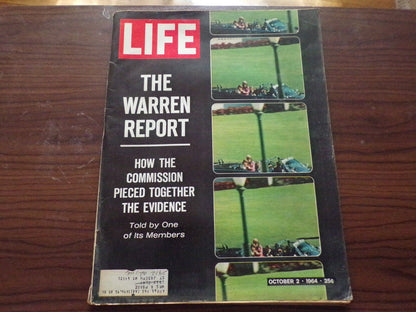 LIFE
THE
WARREN
REPORT
HOW THE
COMMISSION
PIECED TOGETHER
THE EVIDENCE
Told by One
of Its Members
OCTOBER 2 · 1964 · 25¢